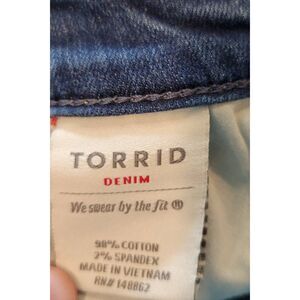 TORRID
DENIM
We swear by the fit ®
98% COTTON
2% SPANDEX
MADE IN VIETNAM
RN# 148862